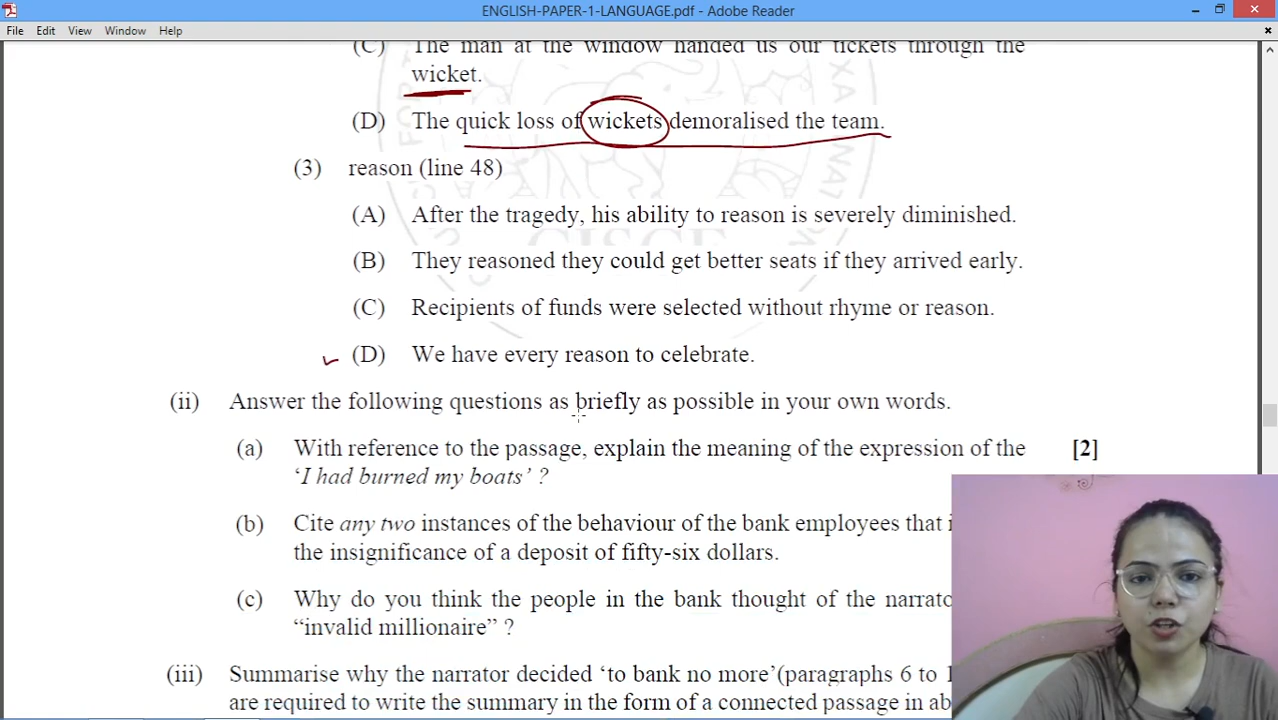 ENGLISH-PAPER-1-LANGUAGE.pdf - Adobe Reader
File Edit View Window Help
(C) The man at the window handed us our tickets through the
wicket.
(D) The quick loss of wickets demoralised the team.
(3) reason (line 48)
(A) After the tragedy, his ability to reason is severely diminished.
(B) They reasoned they could get better seats if they arrived early.
(C) Recipients of funds were selected without rhyme or reason.
(D) We have every reason to celebrate.
(ii) Answer the following questions as briefly as possible in your own words.
(a) With reference to the passage, explain the meaning of the expression of the [2]
‘I had burned my boats’ ?
(b) Cite any two instances of the behaviour of the bank employees that
the insignificance of a deposit of fifty-six dollars.
(c) Why do you think the people in the bank thought of the
“invalid millionaire” ?
(iii) Summarise why the narrator decided ‘to bank no more’(paragraphs 6 to
are required to write the summary in the form of a connected passage in
CISCE